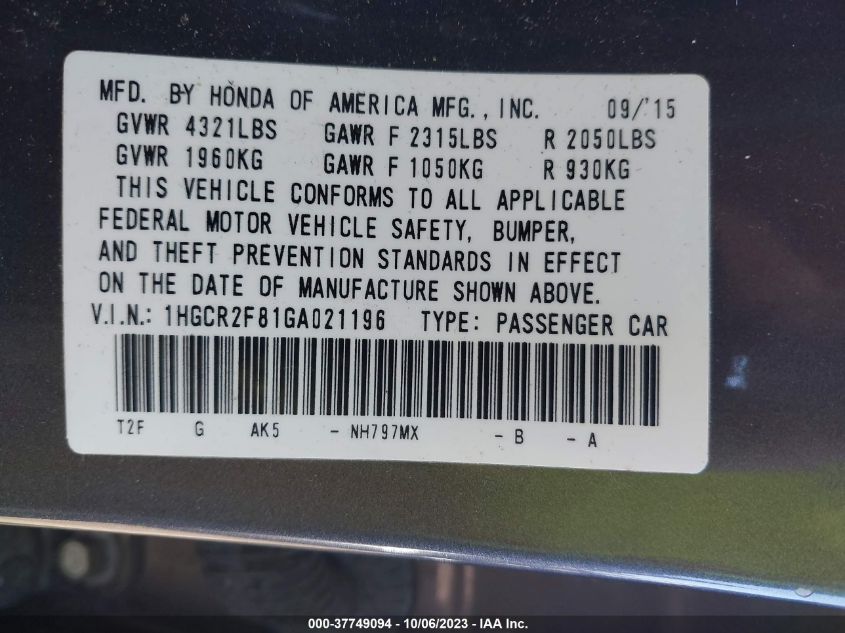 MFD. BY HONDA OF AMERICA MFG., INC. 09/'15
GVWR 4321LBS GAWR F 2315LBS R 2050LBS
GVWR 1960KG GAWR F 1050KG R 930KG
THIS VEHICLE CONFORMS TO ALL APPLICABLE
FEDERAL MOTOR VEHICLE SAFETY, BUMPER,
AND THEFT PREVENTION STANDARDS IN EFFECT
ON THE DATE OF MANUFACTURE SHOWN ABOVE.
V.I.N.: 1HGCR2F81GA021196 TYPE: PASSENGER CAR
T2F G AK5 - NH797MX - B - A
000-37749094 - 10/06/2023 - IAA Inc.